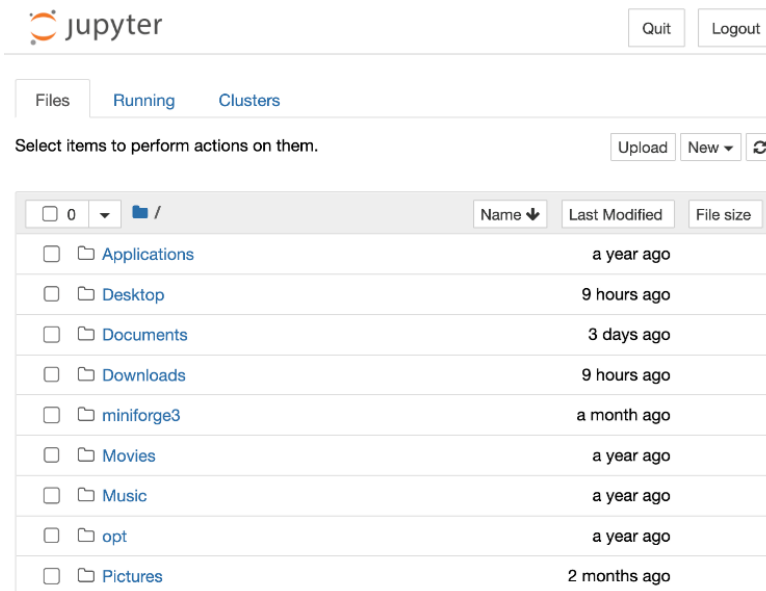 jupyter Quit Logout
Files Running Clusters
Select items to perform actions on them. Upload New
0 / Name Last Modified File size
Applications a year ago
Desktop 9 hours ago
Documents 3 days ago
Downloads 9 hours ago
miniforge3 a month ago
Movies a year ago
Music a year ago
opt a year ago
Pictures 2 months ago